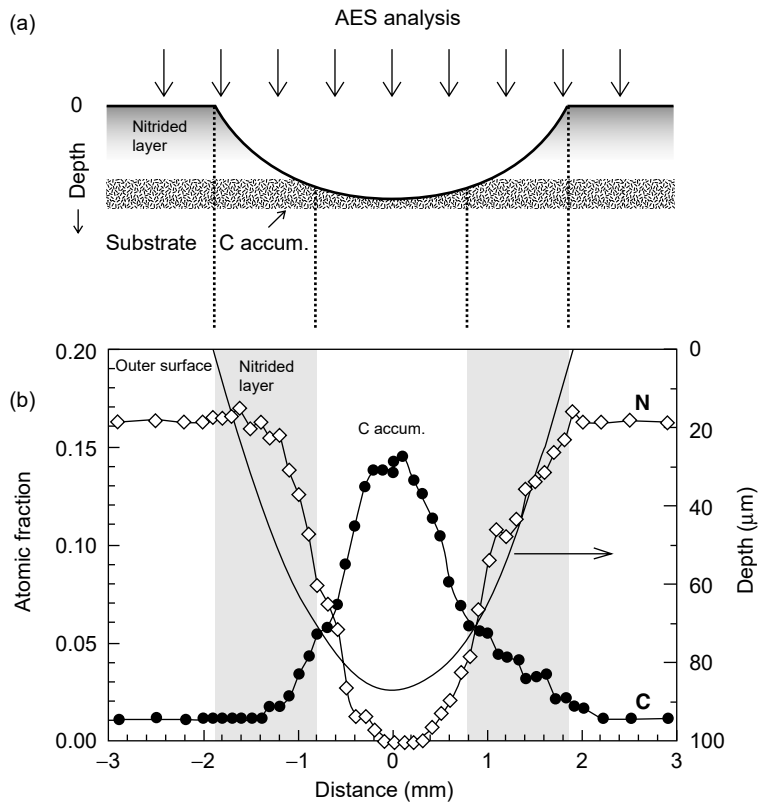 (a)
AES analysis
0
Nitrided
layer
Depth
Substrate
C accum.
(b)
0.20
0.15
0.10
0.05
0.00
Atomic fraction
Outer surface
Nitrided
layer
C accum.
N
C
0
20
40
60
80
100
Depth (μm)
−3
−2
−1
0
1
2
3
Distance (mm)